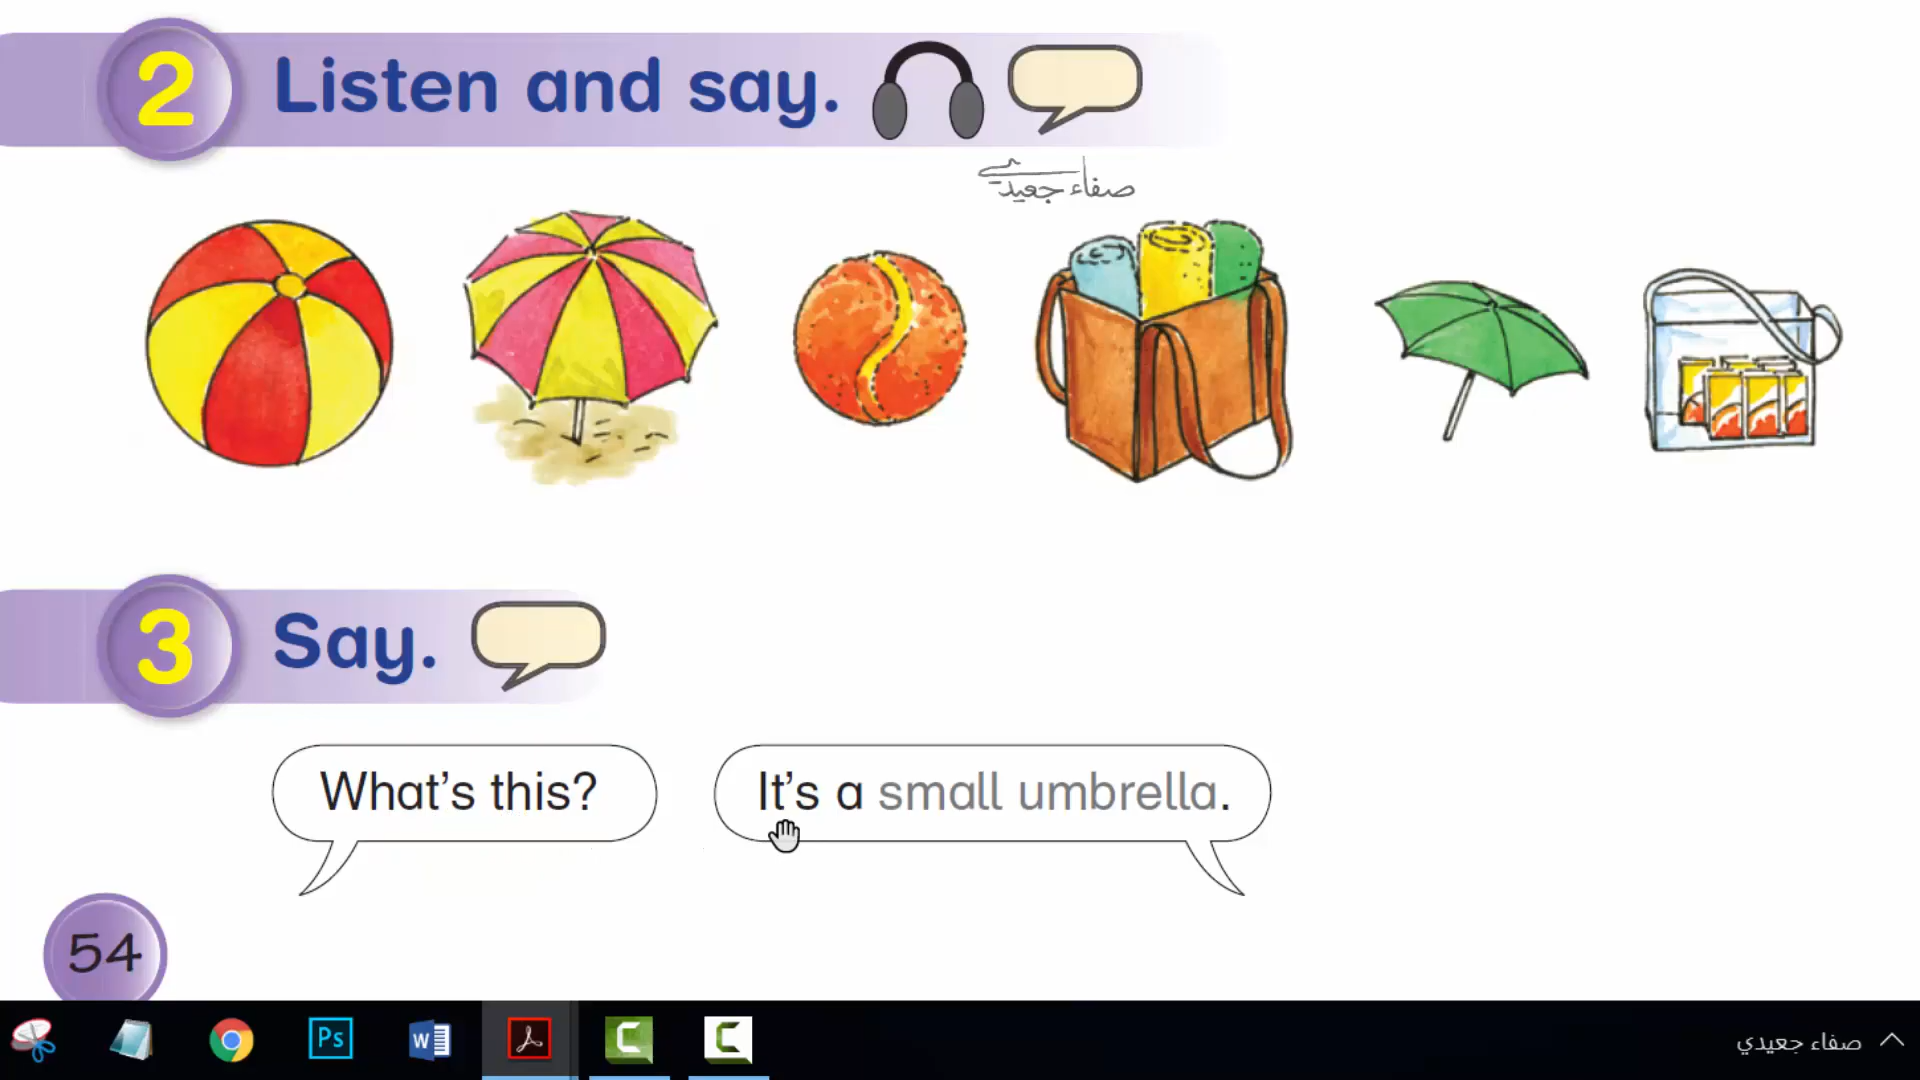 2 Listen and say.
صفاء جعيدي
3 Say.
What's this?
It's a small umbrella.
54
Ps
W
صفاء جعيدي